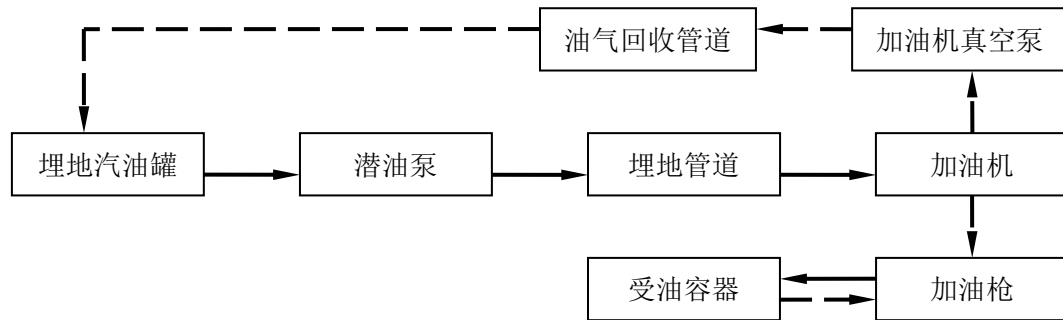 油气回收管道
加油机真空泵
埋地汽油罐
潜油泵
埋地管道
加油机
受油容器
加油枪